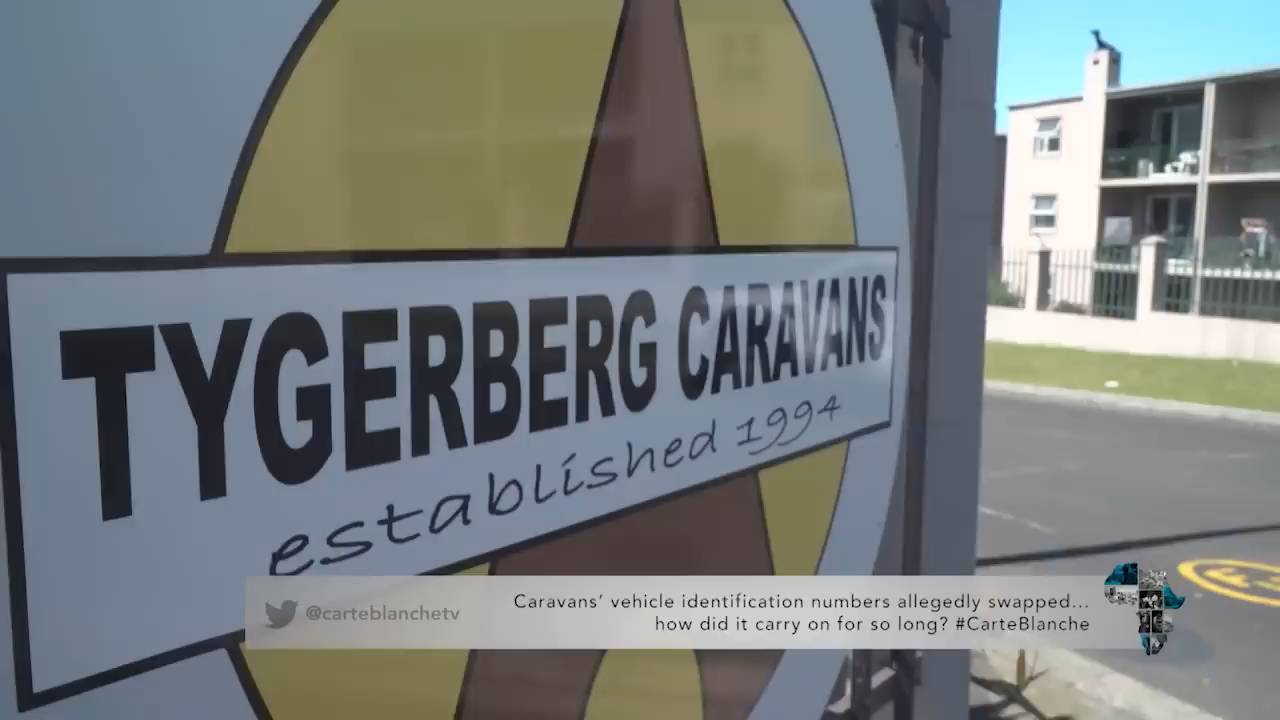 TYGERBERG CARAVANS
established 1994
@carteblanchetv
Caravans' vehicle identification numbers allegedly swapped...
how did it carry on for so long? #CarteBlanche